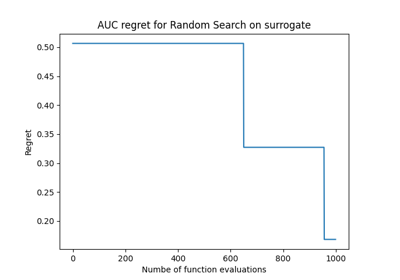 AUC regret for Random Search on surrogate
0.50
0.45
0.40
0.35
0.30
0.25
0.20
Regret
0 200 400 600 800 1000
Numbe of function evaluations